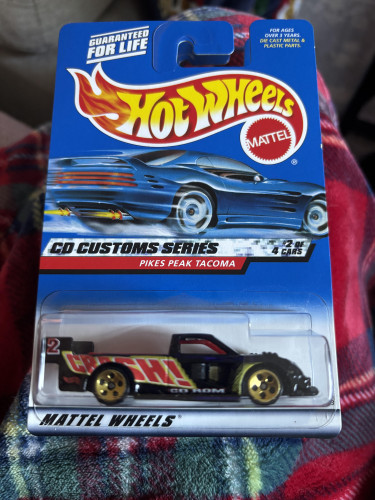 GUARANTEED
FOR LIFE
FOR AGES
OVER 3 YEARS.
DIE CAST METAL &
PLASTIC PARTS.
Hot Wheels
MATTEL
®
CD CUSTOMS SERIES
2 OF
4 CARS
PIKES PEAK TACOMA
2
CRASH!
CD ROM
MATTEL WHEELS®